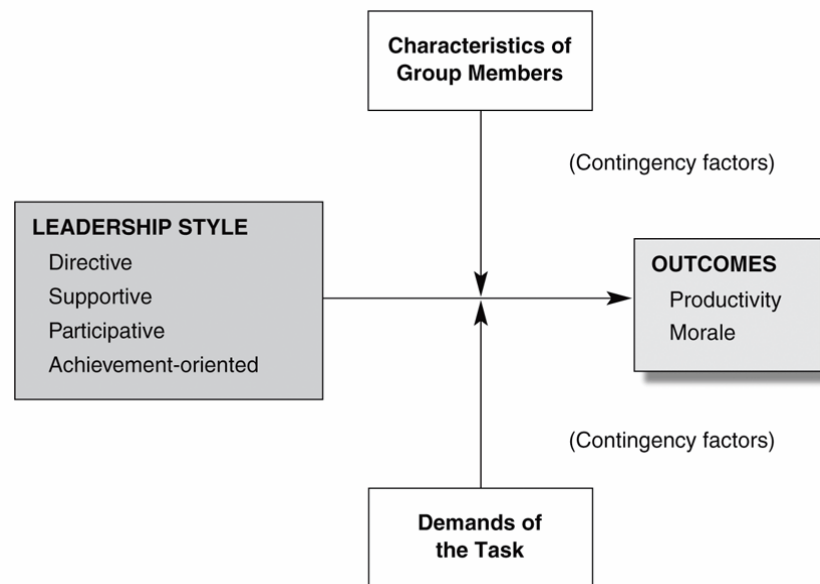 Characteristics of
Group Members
(Contingency factors)
LEADERSHIP STYLE
Directive
Supportive
Participative
Achievement-oriented
OUTCOMES
Productivity
Morale
(Contingency factors)
Demands of
the Task